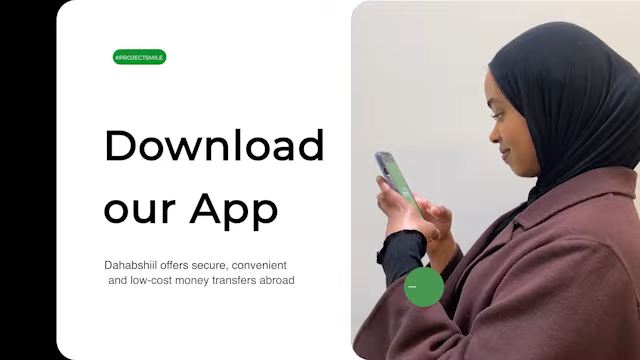 #PROJECTSMILE
Download
our App
Dahabshiil offers secure, convenient
and low-cost money transfers abroad